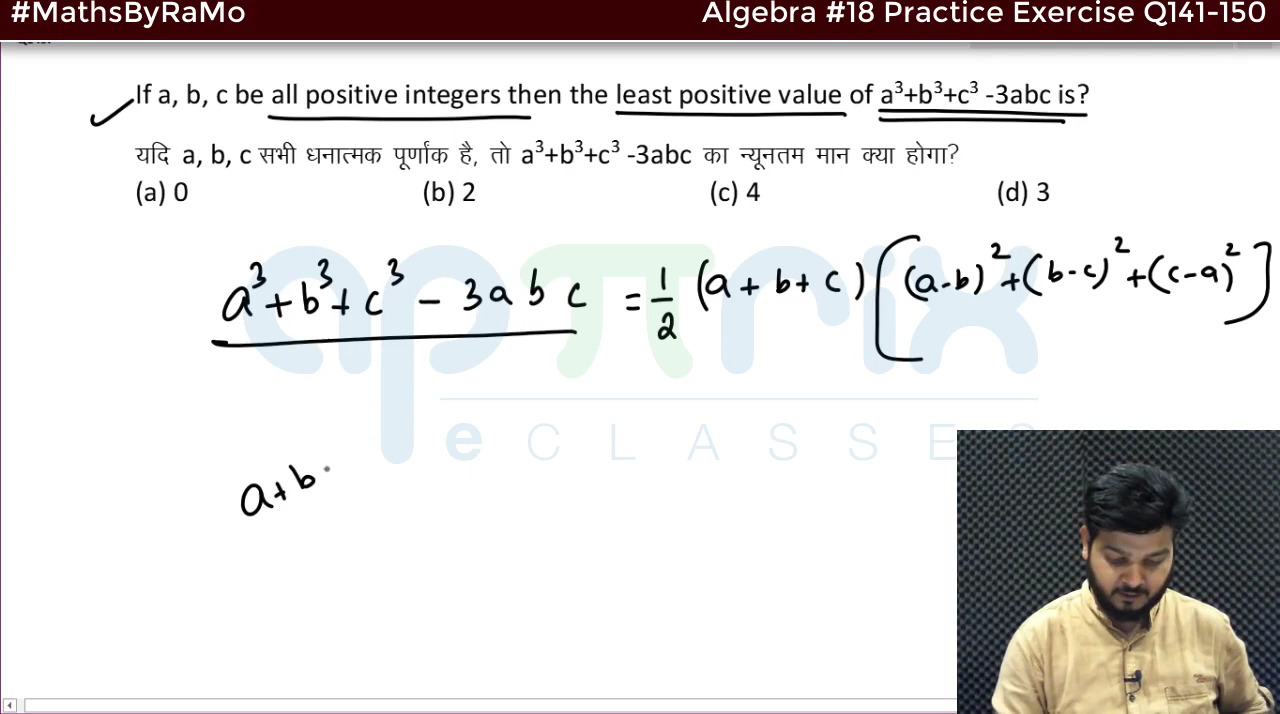 #MathsByRaMo
Algebra #18 Practice Exercise Q141-150
If a, b, c be all positive integers then the least positive value of a³+b³+c³ -3abc is?
यदि a, b, c सभी धनात्मक पूर्णांक है, तो a³+b³+c³ -3abc का न्यूनतम मान क्या होगा?
(a) 0 (b) 2 (c) 4 (d) 3
a³+b³+c³ - 3abc = 1/2 (a+b+c) [(a-b)²+(b-c)²+(c-a)²]
aptrix
eCLASSES
a+b